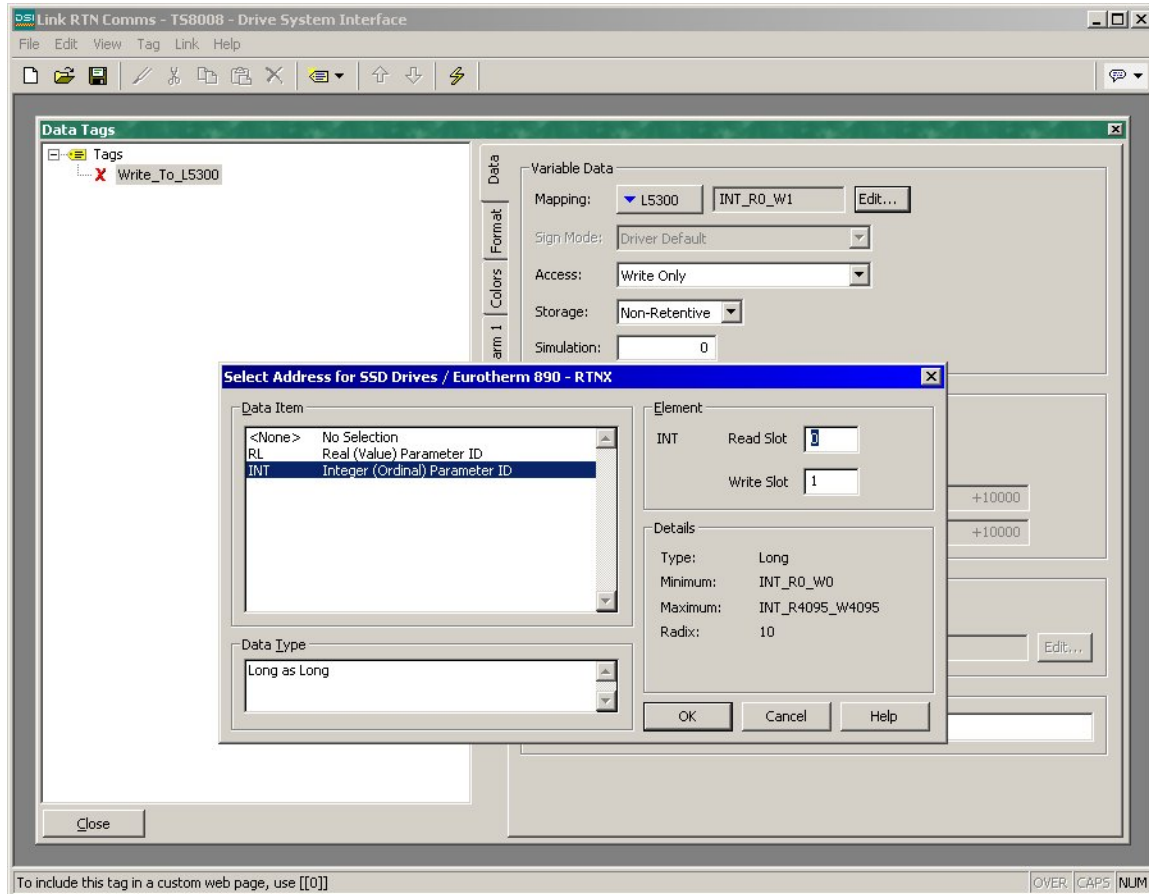 DSI Link RTN Comms - TS8008 - Drive System Interface
File Edit View Tag Link Help
Data Tags
Tags
Write_To_L5300
Data
Format
Colors
arm 1
Variable Data
Mapping: L5300 INT_R0_W1 Edit...
Sign Mode: Driver Default
Access: Write Only
Storage: Non-Retentive
Simulation: 0
Select Address for SSD Drives / Eurotherm 890 - RTNX
Data Item
<None> No Selection
RL Real (Value) Parameter ID
INT Integer (Ordinal) Parameter ID
Element
INT Read Slot 0
Write Slot 1
+10000
+10000
Details
Type: Long
Minimum: INT_R0_W0
Maximum: INT_R4095_W4095
Radix: 10
Data Type
Long as Long
Edit...
OK Cancel Help
Close
To include this tag in a custom web page, use [[0]]
OVER CAPS NUM